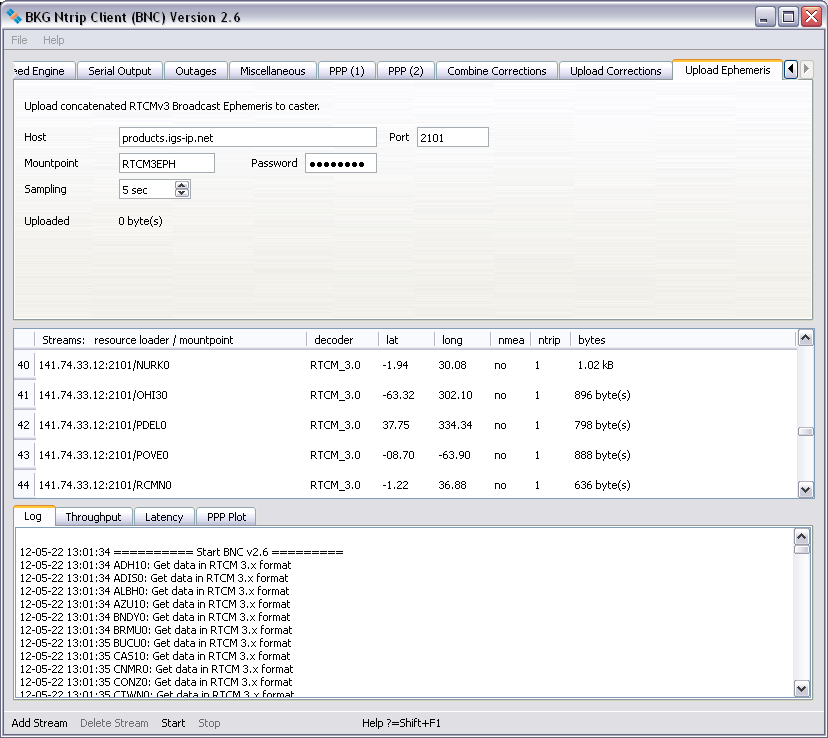 BKG Ntrip Client (BNC) Version 2.6
File Help
ed Engine Serial Output Outages Miscellaneous PPP (1) PPP (2) Combine Corrections Upload Corrections Upload Ephemeris
Upload concatenated RTCMv3 Broadcast Ephemeris to caster.
Host products.igs-ip.net Port 2101
Mountpoint RTCM3EPH Password ●●●●●●●●
Sampling 5 sec
Uploaded 0 byte(s)
Streams: resource loader / mountpoint decoder lat long nmea ntrip bytes
40 141.74.33.12:2101/NURK0 RTCM_3.0 -1.94 30.08 no 1 1.02 kB
41 141.74.33.12:2101/OHI30 RTCM_3.0 -63.32 302.10 no 1 896 byte(s)
42 141.74.33.12:2101/PDEL0 RTCM_3.0 37.75 334.34 no 1 798 byte(s)
43 141.74.33.12:2101/POVE0 RTCM_3.0 -08.70 -63.90 no 1 888 byte(s)
44 141.74.33.12:2101/RCMN0 RTCM_3.0 -1.22 36.88 no 1 636 byte(s)
Log Throughput Latency PPP Plot
12-05-22 13:01:34 ========== Start BNC v2.6 =========
12-05-22 13:01:34 ADH10: Get data in RTCM 3.x format
12-05-22 13:01:34 ADIS0: Get data in RTCM 3.x format
12-05-22 13:01:34 ALBH0: Get data in RTCM 3.x format
12-05-22 13:01:34 AZU10: Get data in RTCM 3.x format
12-05-22 13:01:34 BNDY0: Get data in RTCM 3.x format
12-05-22 13:01:34 BRMU0: Get data in RTCM 3.x format
12-05-22 13:01:35 BUCU0: Get data in RTCM 3.x format
12-05-22 13:01:35 CAS10: Get data in RTCM 3.x format
12-05-22 13:01:35 CNMR0: Get data in RTCM 3.x format
12-05-22 13:01:35 CONZ0: Get data in RTCM 3.x format
12-05-22 13:01:35 CTWN0: Get data in RTCM 3.x format
Add Stream Delete Stream Start Stop Help ?=Shift+F1